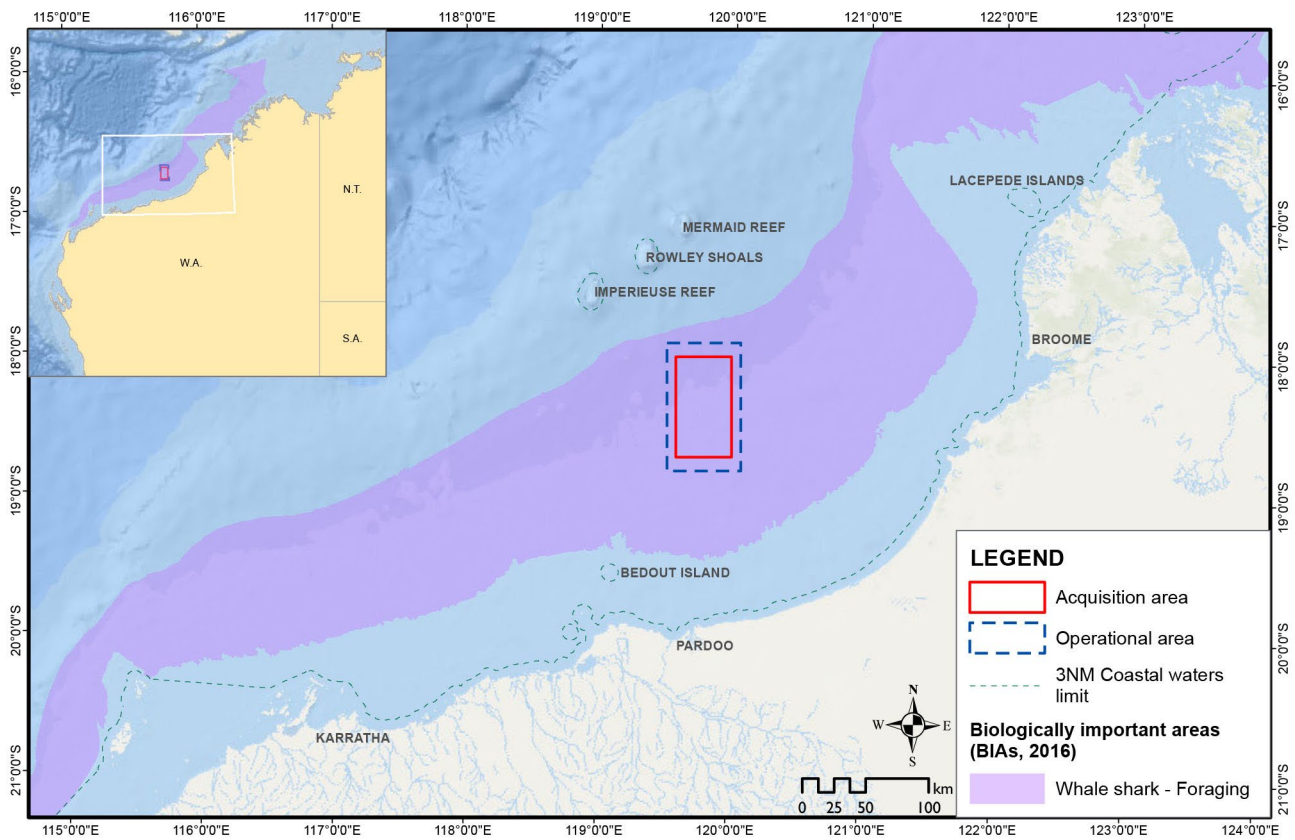 115°0'0"E
116°0'0"E
117°0'0"E
118°0'0"E
119°0'0"E
120°0'0"E
121°0'0"E
122°0'0"E
123°0'0"E
16°0'0"S
17°0'0"S
18°0'0"S
19°0'0"S
20°0'0"S
21°0'0"S
N.T.
W.A.
S.A.
LACEPEDE ISLANDS
MERMAID REEF
ROWLEY SHOALS
IMPERIEUSE REEF
BROOME
BEDOUT ISLAND
PARDOO
KARRATHA
N
W
E
S
km
0 25 50 100
LEGEND
Acquisition area
Operational area
3NM Coastal waters
limit
Biologically important areas
(BIAs, 2016)
Whale shark - Foraging
16°0'0"S
17°0'0"S
18°0'0"S
19°0'0"S
20°0'0"S
21°0'0"S
115°0'0"E
116°0'0"E
117°0'0"E
118°0'0"E
119°0'0"E
120°0'0"E
121°0'0"E
122°0'0"E
123°0'0"E
124°0'0"E